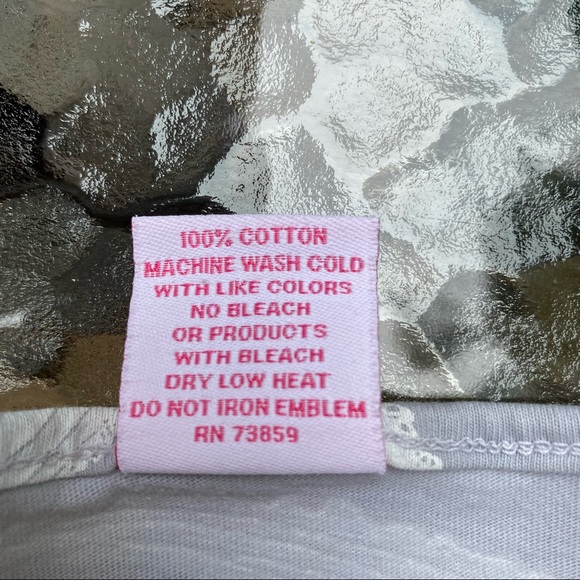 100% COTTON
MACHINE WASH COLD
WITH LIKE COLORS
NO BLEACH
OR PRODUCTS
WITH BLEACH
DRY LOW HEAT
DO NOT IRON EMBLEM
RN 73859